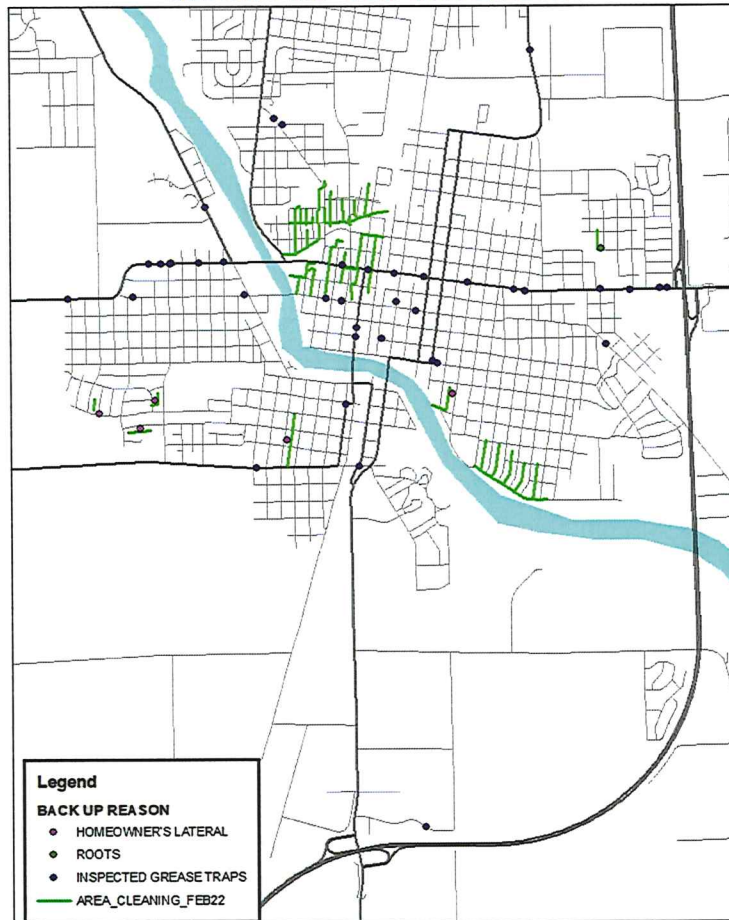 Legend
BACK UP REASON
HOMEOWNER'S LATERAL
ROOTS
INSPECTED GREASE TRAPS
AREA_CLEANING_FEB22